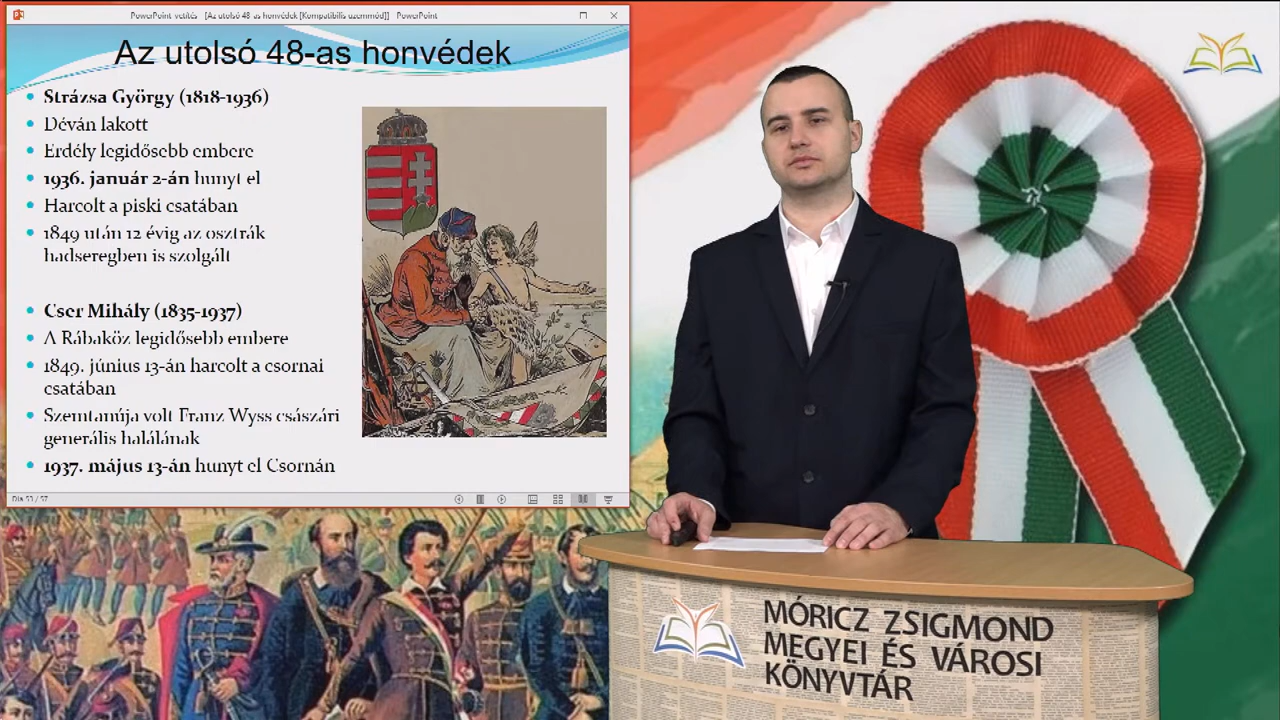 PowerPoint-vetítés - [Az utolsó 48-as honvédek [Kompatibilis üzemmód]] - PowerPoint
Az utolsó 48-as honvédek
Strázsa György (1818-1936)
Déván lakott
Erdély legidősebb embere
1936. január 2-án hunyt el
Harcolt a piski csatában
1849 után 12 évig az osztrák
hadseregben is szolgált
Cser Mihály (1835-1937)
A Rábaköz legidősebb embere
1849. június 13-án harcolt a csornai
csatában
Szemtanúja volt Franz Wyss császári
generális halálának
1937. május 13-án hunyt el Csornán
Dia 53 / 57
MÓRICZ ZSIGMOND
MEGYEI ÉS VÁROSI
KÖNYVTÁR